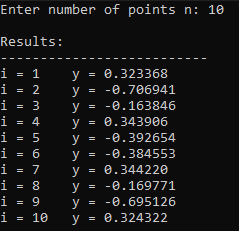 Enter number of points n: 10
Results:
--------------------------
i = 1 y = 0.323368
i = 2 y = -0.706941
i = 3 y = -0.163846
i = 4 y = 0.343906
i = 5 y = -0.392654
i = 6 y = -0.384553
i = 7 y = 0.344220
i = 8 y = -0.169771
i = 9 y = -0.695126
i = 10 y = 0.324322